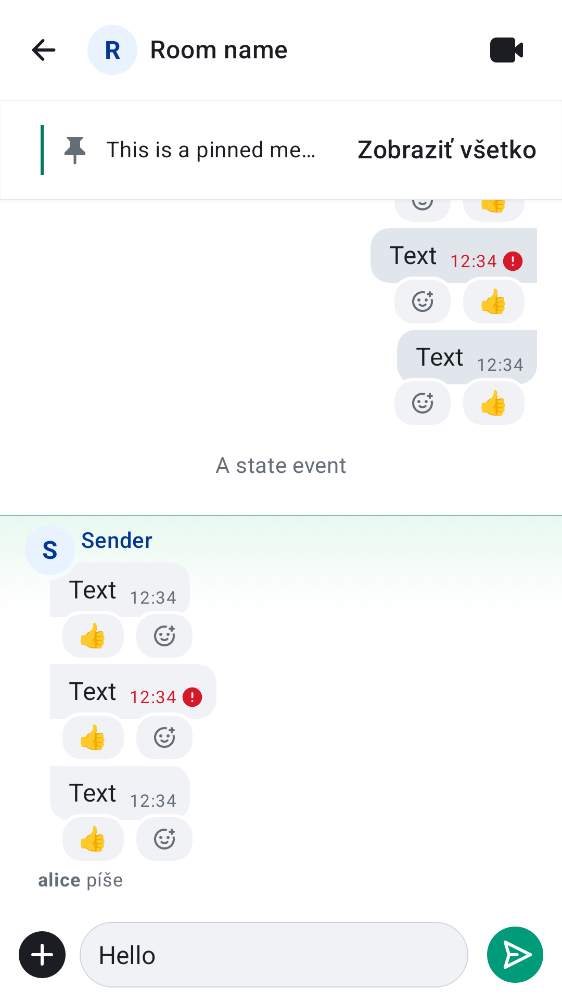 R Room name
This is a pinned me… Zobraziť všetko
Text 12:34
Text 12:34
A state event
S Sender
Text 12:34
Text 12:34
Text 12:34
alice píše
Hello